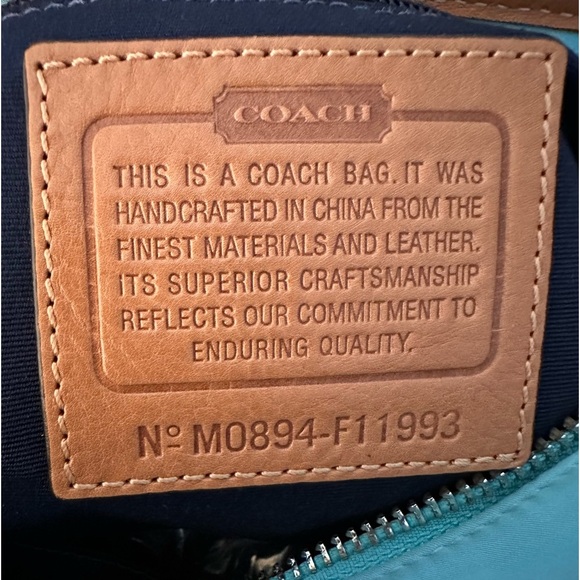 COACH
THIS IS A COACH BAG. IT WAS
HANDCRAFTED IN CHINA FROM THE
FINEST MATERIALS AND LEATHER.
ITS SUPERIOR CRAFTSMANSHIP
REFLECTS OUR COMMITMENT TO
ENDURING QUALITY.
Nº M0894-F11993